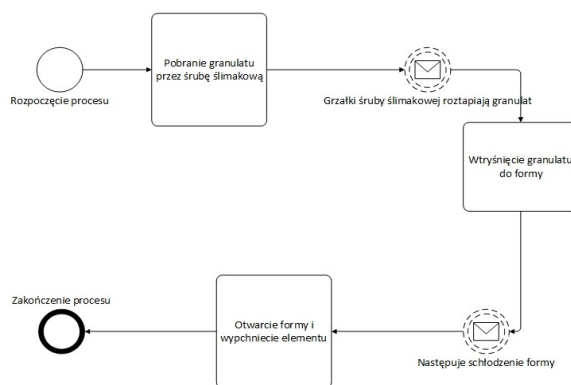 Pobranie granulatu
przez śrubę ślimakową
Rozpoczęcie procesu
Grzałki śruby ślimakowej roztapiają granulat
Wtryśnięcie granulatu
do formy
Zakończenie procesu
Otwarcie formy i
wypchniecie elementu
Następuje schłodzenie formy